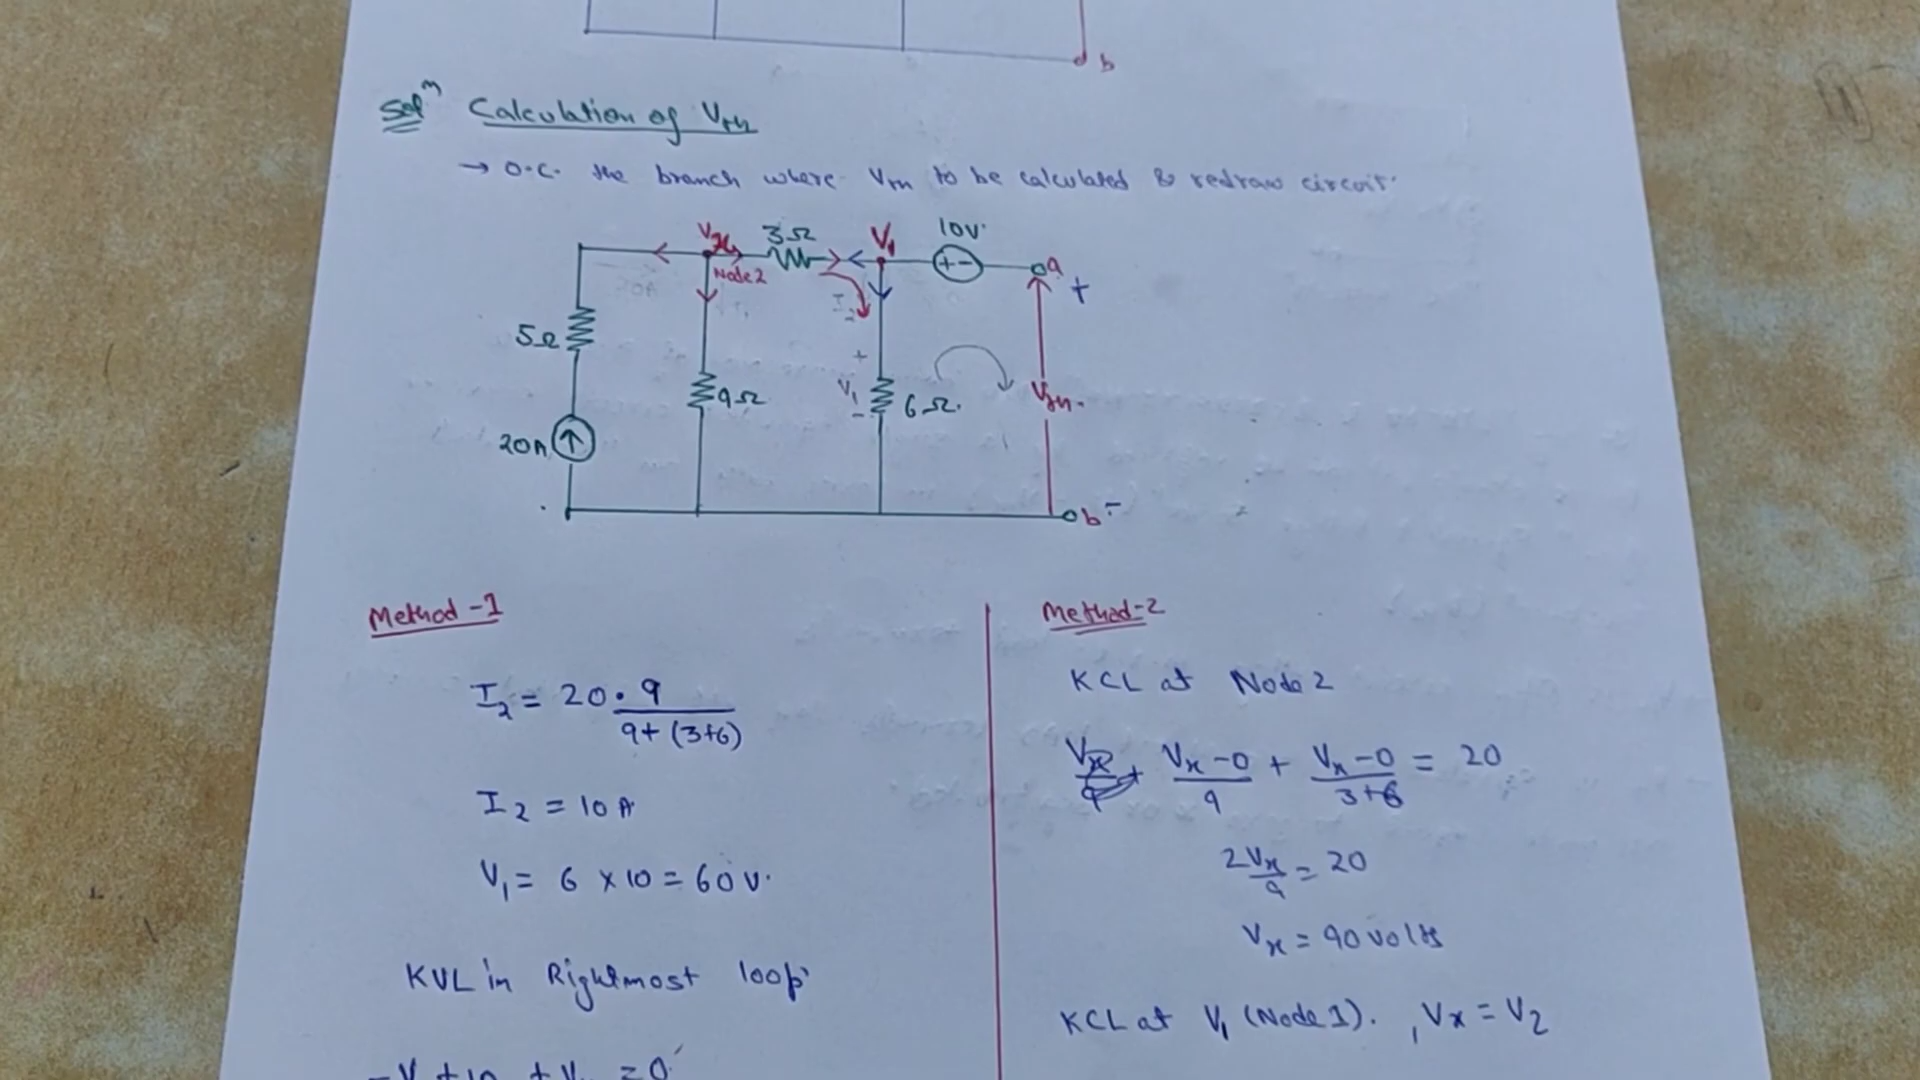 b
Solⁿ Calculation of VTH
→ O.C. the branch where VTH to be calculated & redraw circuit.
Vx 3Ω V1 10V
Node 2
+ -
a
+
I2
5Ω
+
V1
-
9Ω
6Ω
VTH
20A
b -
Method -1
I2 = 20 . 9 / 9+(3+6)
I2 = 10 A
V1 = 6 × 10 = 60 V.
KVL in Rightmost loop
Method-2
KCL at Node 2
Vx-0 / 9 + Vx-0 / 3+6 = 20
2Vx / 9 = 20
Vx = 90 volts
KCL at V1 (Node 1). , Vx = V2